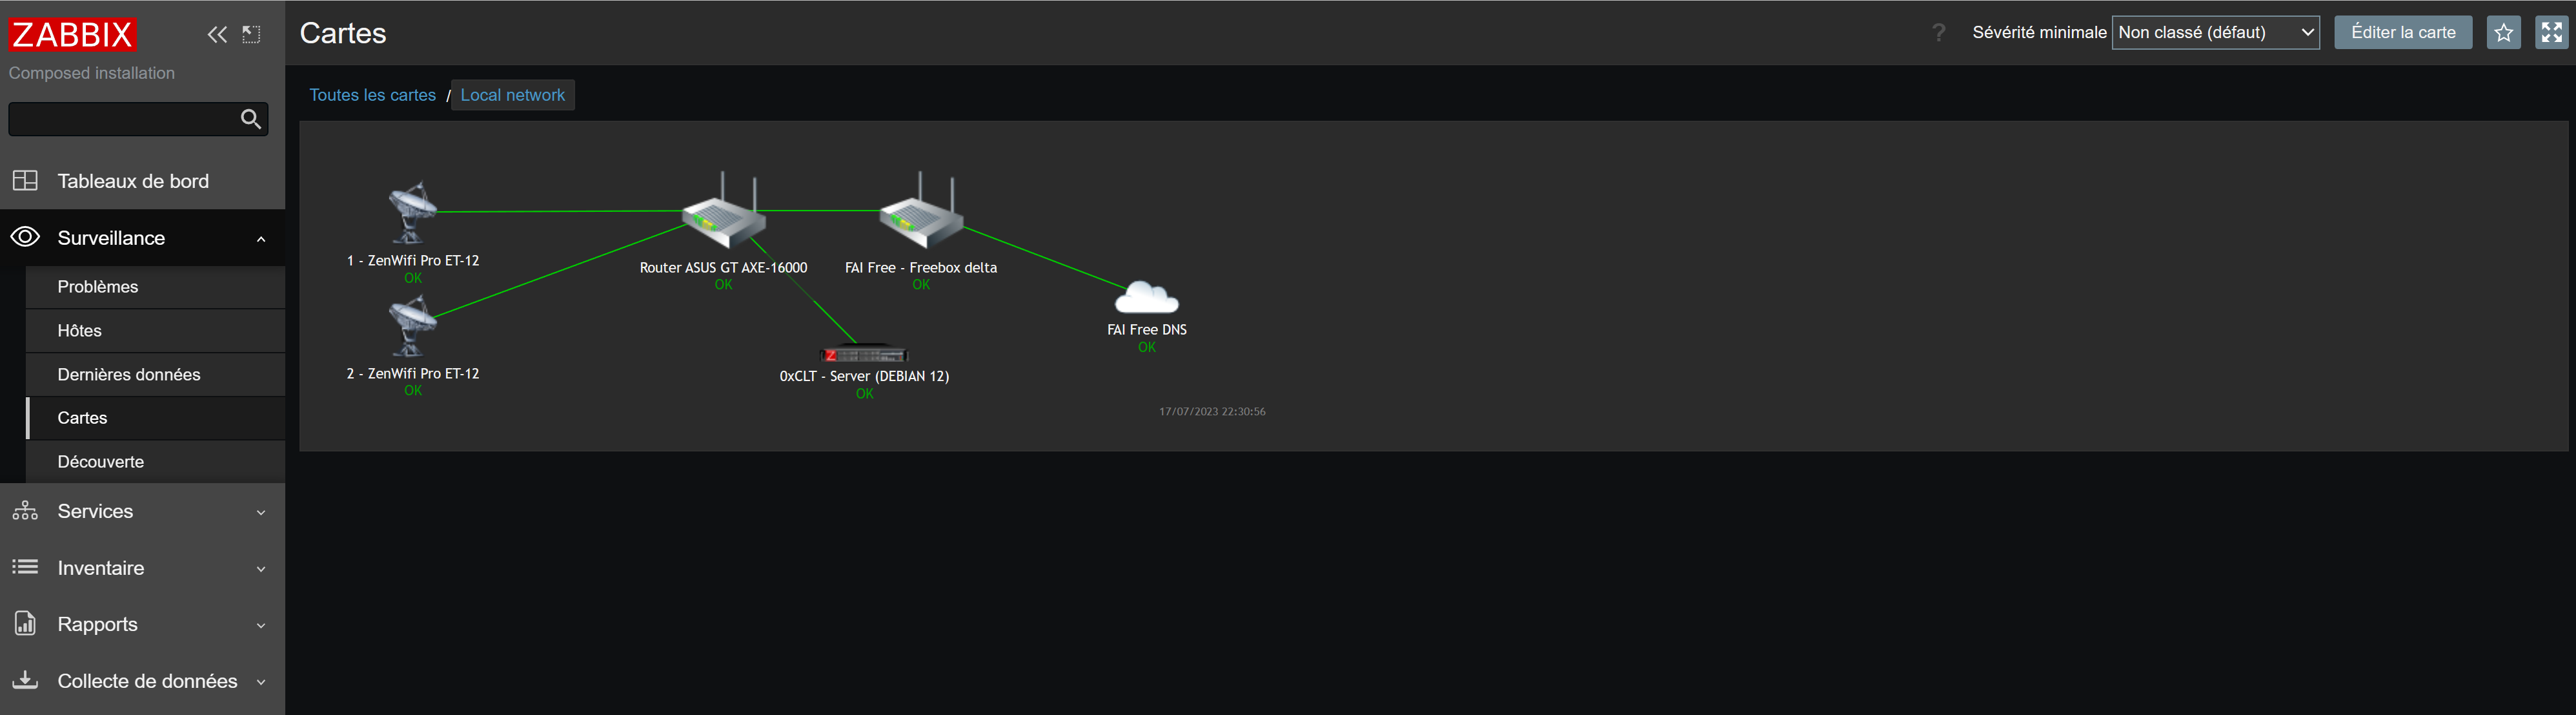 ZABBIX
Composed installation
Tableaux de bord
Surveillance
Problèmes
Hôtes
Dernières données
Cartes
Découverte
Services
Inventaire
Rapports
Collecte de données
Cartes
? Sévérité minimale Non classé (défaut) Éditer la carte
Toutes les cartes / Local network
1 - ZenWifi Pro ET-12
OK
Router ASUS GT AXE-16000
OK
FAI Free - Freebox delta
OK
FAI Free DNS
OK
2 - ZenWifi Pro ET-12
OK
Z
0xCLT - Server (DEBIAN 12)
OK
17/07/2023 22:30:56